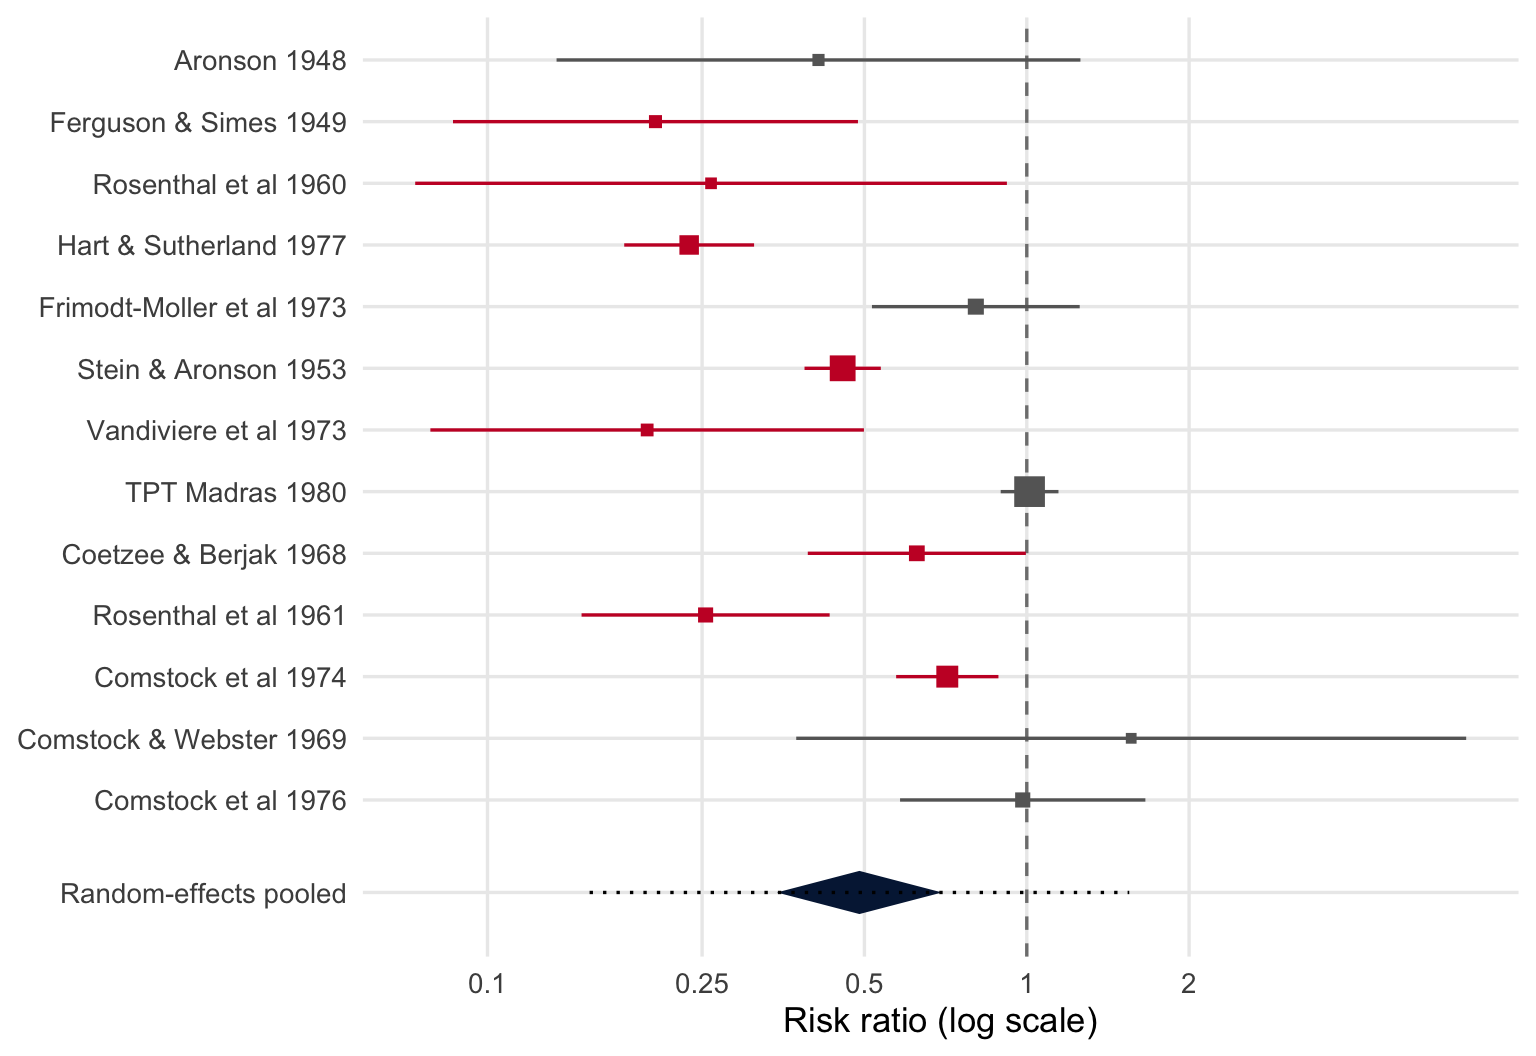 Aronson 1948
Ferguson & Simes 1949
Rosenthal et al 1960
Hart & Sutherland 1977
Frimodt-Moller et al 1973
Stein & Aronson 1953
Vandiviere et al 1973
TPT Madras 1980
Coetzee & Berjak 1968
Rosenthal et al 1961
Comstock et al 1974
Comstock & Webster 1969
Comstock et al 1976
Random-effects pooled
0.1 0.25 0.5 1 2
Risk ratio (log scale)